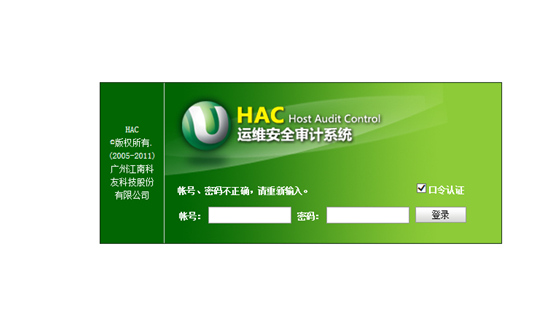 HAC
©版权所有.
(2005-2011)
广州江南科
友科技股份
有限公司
HAC Host Audit Control
运维安全审计系统
帐号、密码不正确，请重新输入。
口令认证
帐号:
密码:
登录